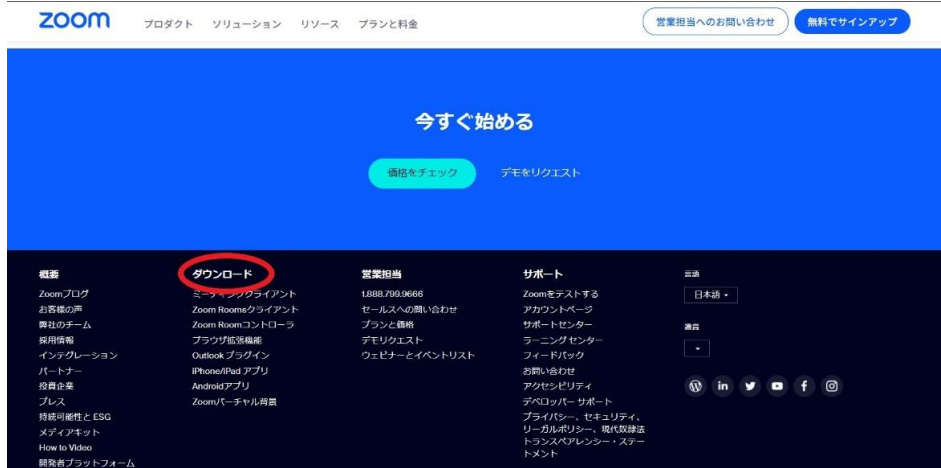 zoom
プロダクト ソリューション リソース プランと料金
営業担当へのお問い合わせ
無料でサインアップ
今すぐ始める
価格をチェック
デモをリクエスト
概要
Zoomブログ
お客様の声
弊社のチーム
採用情報
インテグレーション
パートナー
投資企業
プレス
持続可能性と ESG
メディアキット
How to Video
開発者プラットフォーム
ダウンロード
ミーティングクライアント
Zoom Roomsクライアント
Zoom Roomコントローラ
ブラウザ拡張機能
Outlook プラグイン
iPhone/iPad アプリ
Androidアプリ
Zoomバーチャル背景
営業担当
1.888.799.9666
セールスへの問い合わせ
プランと価格
デモリクエスト
ウェビナーとイベントリスト
サポート
Zoomをテストする
アカウントページ
サポートセンター
ラーニング センター
フィードバック
お問い合わせ
アクセシビリティ
デベロッパー サポート
プライバシー、セキュリティ、
リーガルポリシー、現代奴隷法
トランスペアレンシー・ステー
トメント
言語
日本語
通貨
in
f